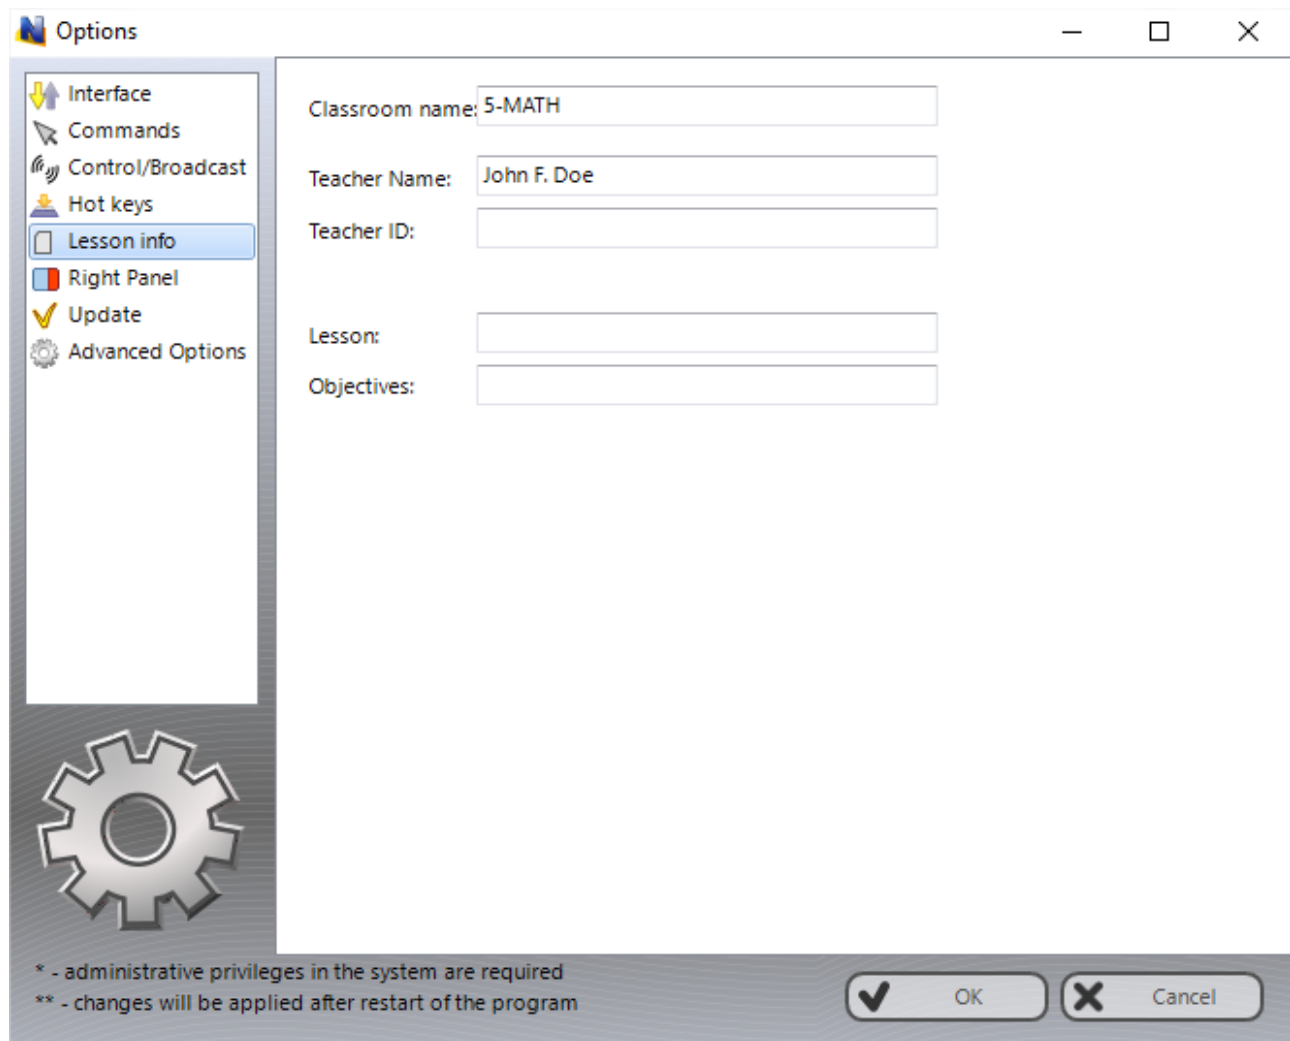 Options
Interface
Commands
Control/Broadcast
Hot keys
Lesson info
Right Panel
Update
Advanced Options
Classroom name: 5-MATH
Teacher Name: John F. Doe
Teacher ID:
Lesson:
Objectives:
* - administrative privileges in the system are required
** - changes will be applied after restart of the program
OK Cancel